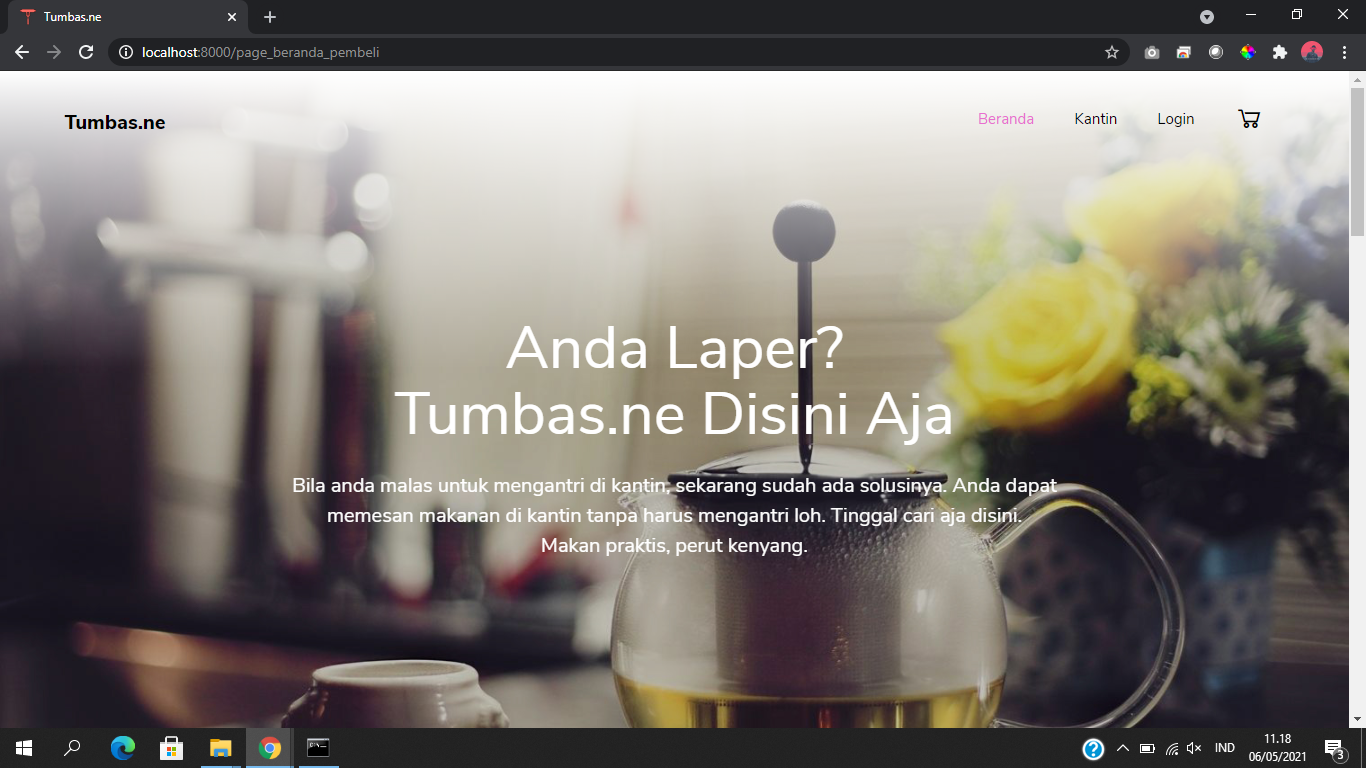 Tumbas.ne
localhost:8000/page_beranda_pembeli
Tumbas.ne
Beranda
Kantin
Login
Anda Laper?
Tumbas.ne Disini Aja
Bila anda malas untuk mengantri di kantin, sekarang sudah ada solusinya. Anda dapat
memesan makanan di kantin tanpa harus mengantri loh. Tinggal cari aja disini.
Makan praktis, perut kenyang.
IND
11.18
06/05/2021
3